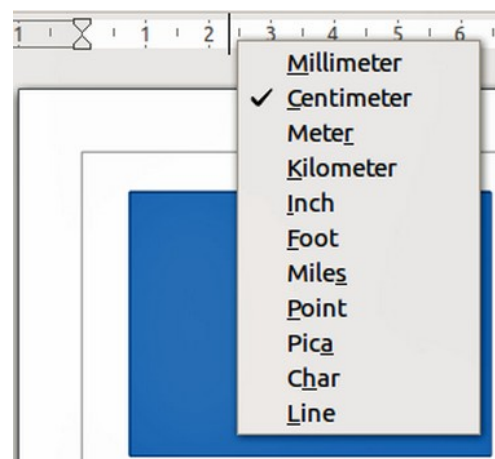 1 1 2 3 4 5 6
Millimeter
✓ Centimeter
Meter
Kilometer
Inch
Foot
Miles
Point
Pica
Char
Line